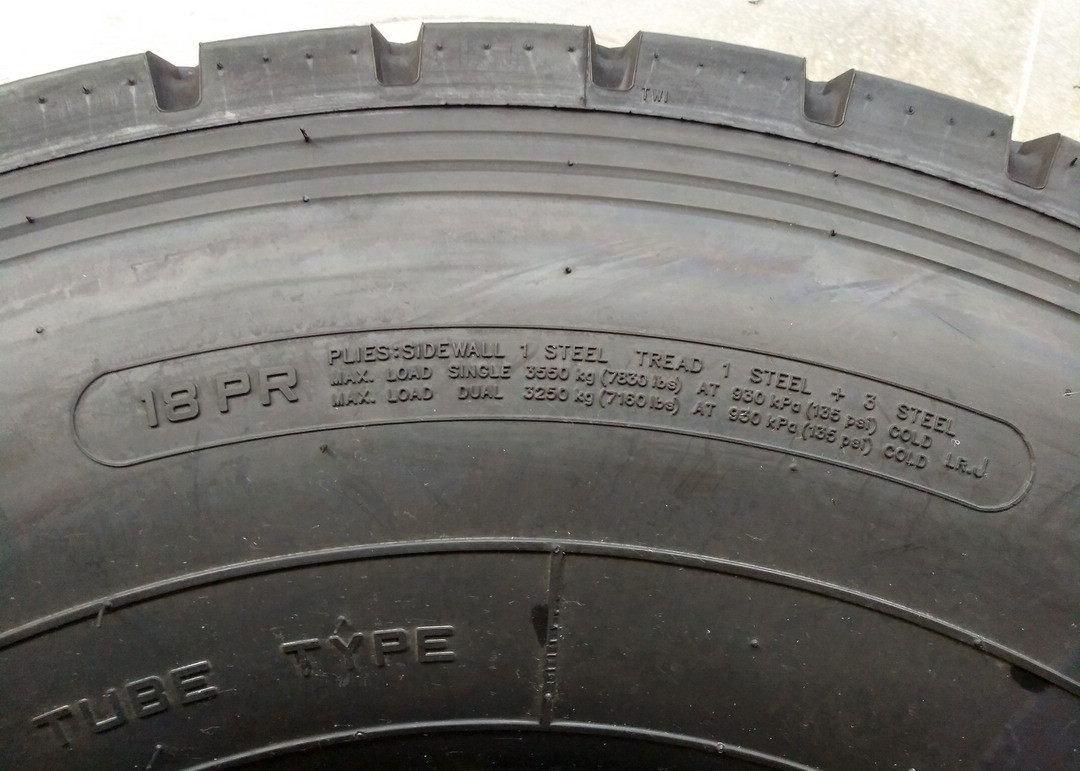 TWI
18 PR
PLIES:SIDEWALL 1 STEEL TREAD 1 STEEL + 3 STEEL
MAX. LOAD SINGLE 3550 kg (7830 lbs) AT 930 kPa (135 psi) COLD
MAX. LOAD DUAL 3250 kg (7160 lbs) AT 930 kPa (135 psi) COLD LR.J
TUBE TYPE